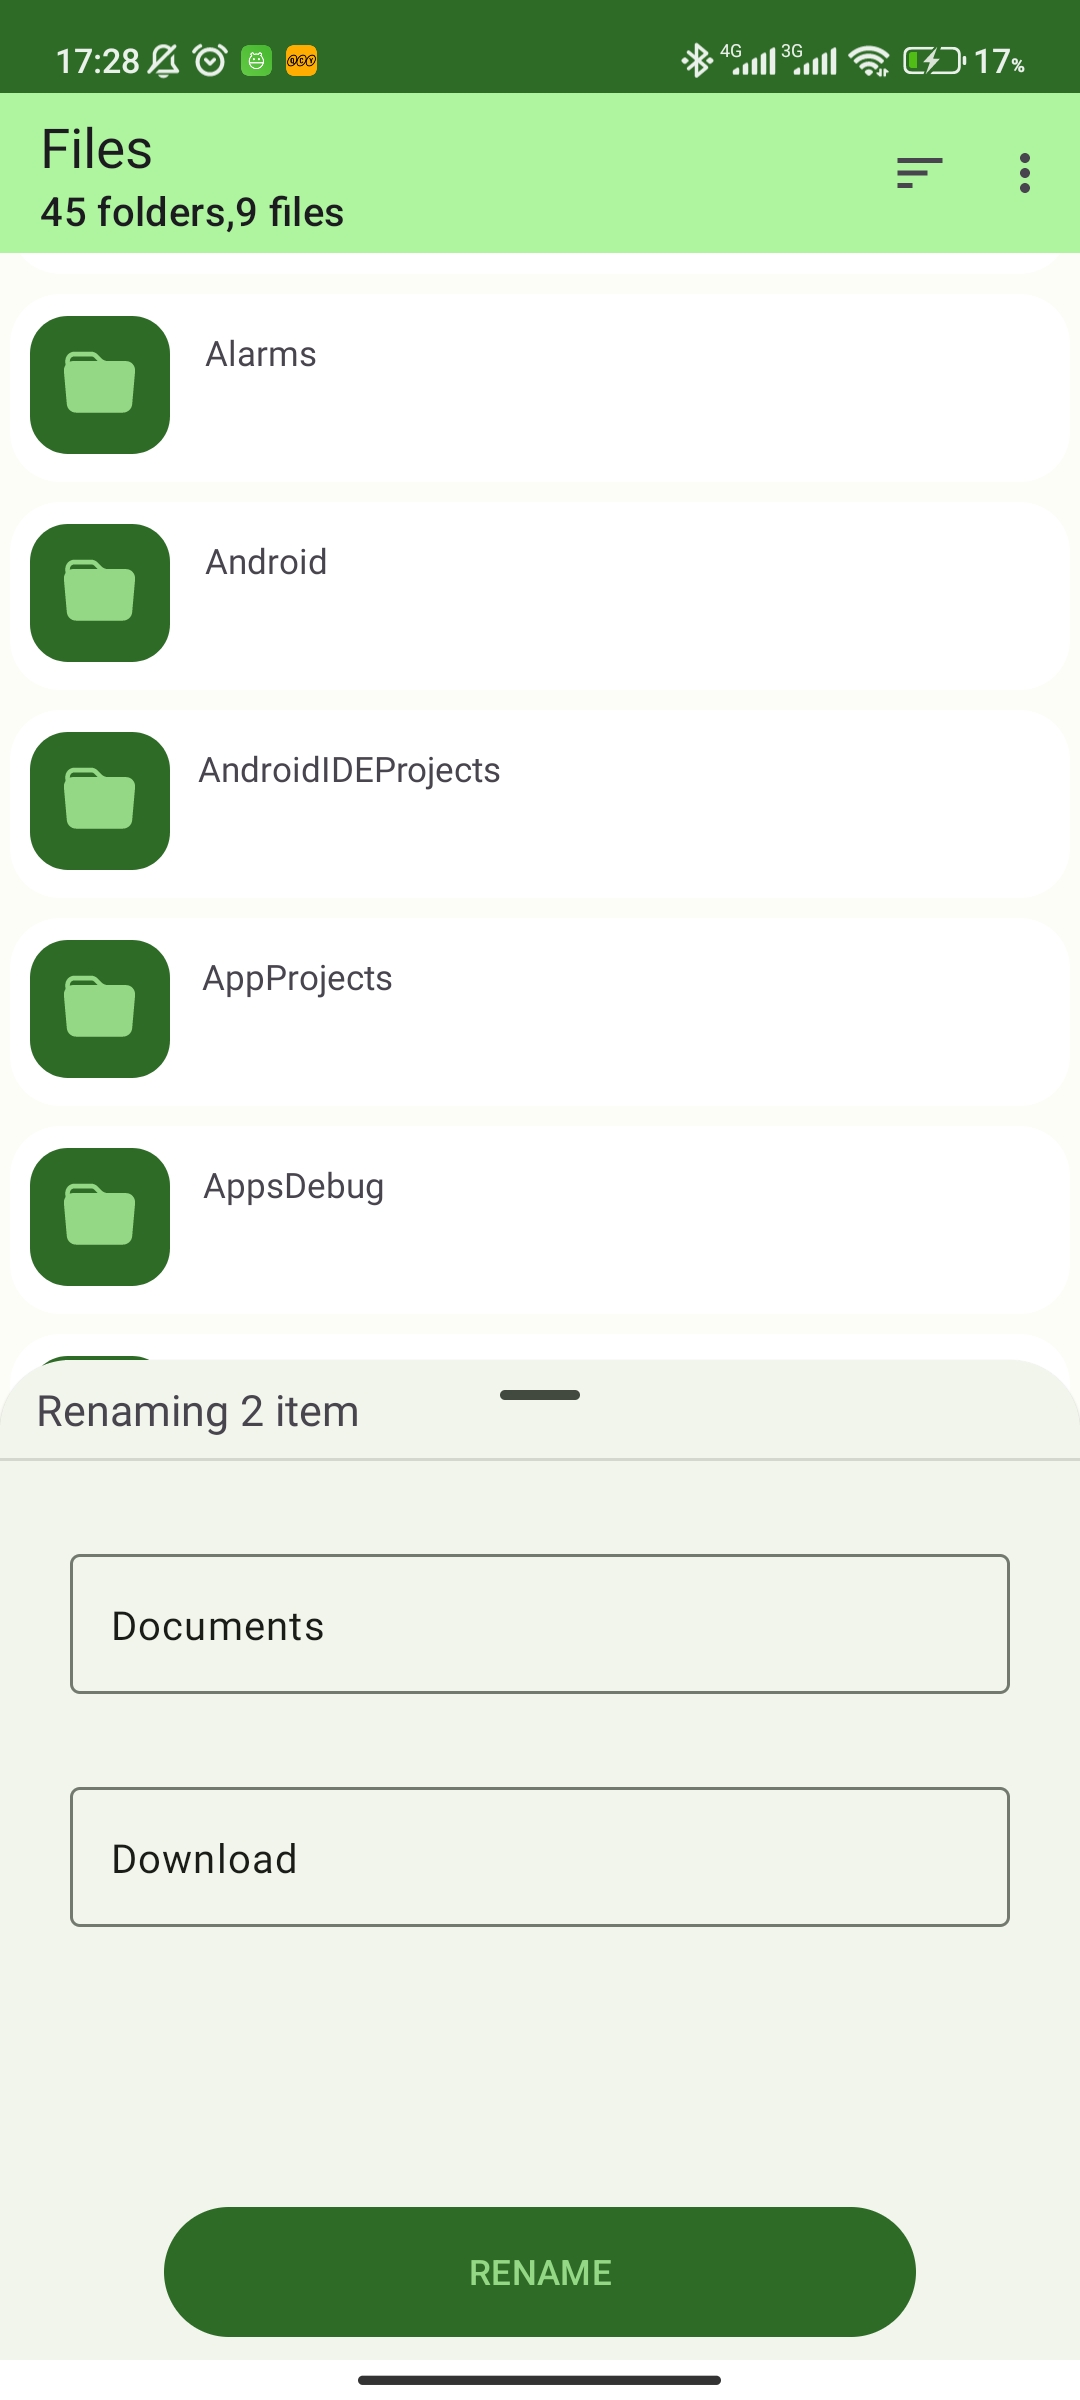 17:28
4G 3G 17%
Files
45 folders,9 files
Alarms
Android
AndroidIDEProjects
AppProjects
AppsDebug
Renaming 2 item
Documents
Download
RENAME